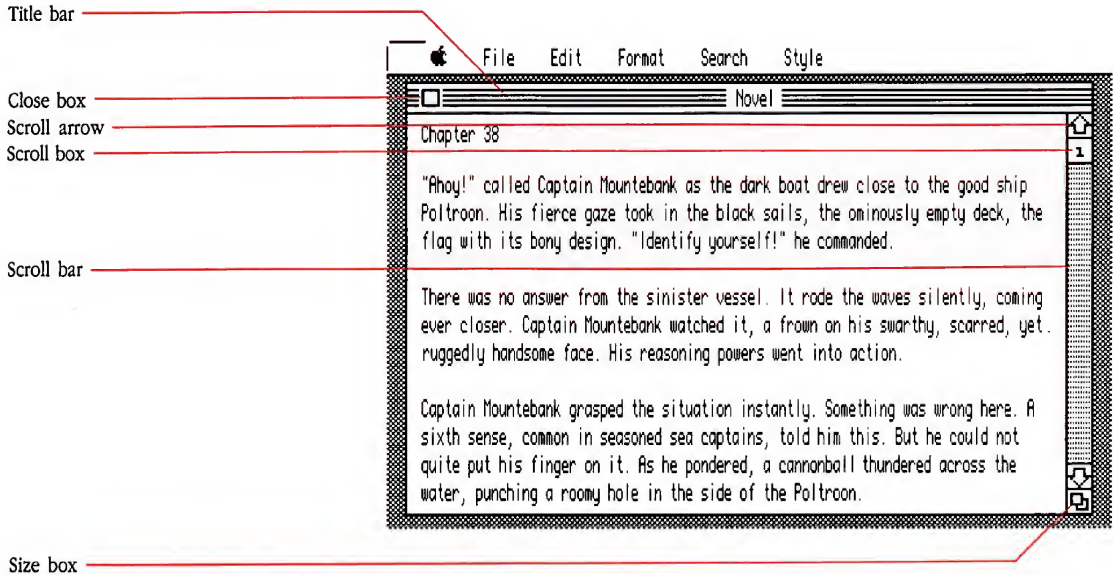 Title bar
File Edit Format Search Style
Close box
Novel
Scroll arrow
Chapter 38
Scroll box
1
"Ahoy!" called Captain Mountebank as the dark boat drew close to the good ship
Poltroon. His fierce gaze took in the black sails, the ominously empty deck, the
flag with its bony design. "Identify yourself!" he commanded.
Scroll bar
There was no answer from the sinister vessel. It rode the waves silently, coming
ever closer. Captain Mountebank watched it, a frown on his swarthy, scarred, yet
ruggedly handsome face. His reasoning powers went into action.
Captain Mountebank grasped the situation instantly. Something was wrong here. A
sixth sense, common in seasoned sea captains, told him this. But he could not
quite put his finger on it. As he pondered, a cannonball thundered across the
water, punching a roomy hole in the side of the Poltroon.
Size box